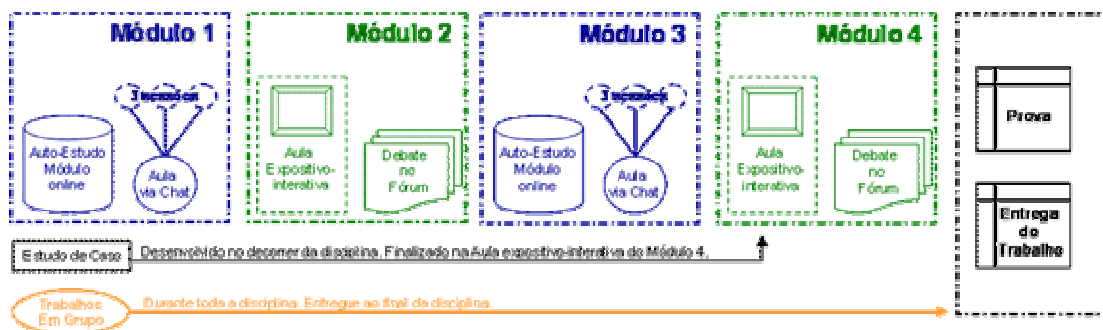 Módulo 1
Auto-Estudo
Módulo
online
Aula
via Chat
Módulo 2
Aula
Expositivo-
interativa
Debate
no
Fórum
Módulo 3
Auto-Estudo
Módulo
online
Aula
via Chat
Módulo 4
Aula
Expositivo-
interativa
Debate
no
Fórum
Prova
Entrega
do
Trabalho
Estudo de Caso
Desenvolvido no decorrer da disciplina. Finalizado na Aula expositivo-interativa do Módulo 4.
Trabalhos
Em Grupo
Durante toda a disciplina. Entregue ao final da disciplina.